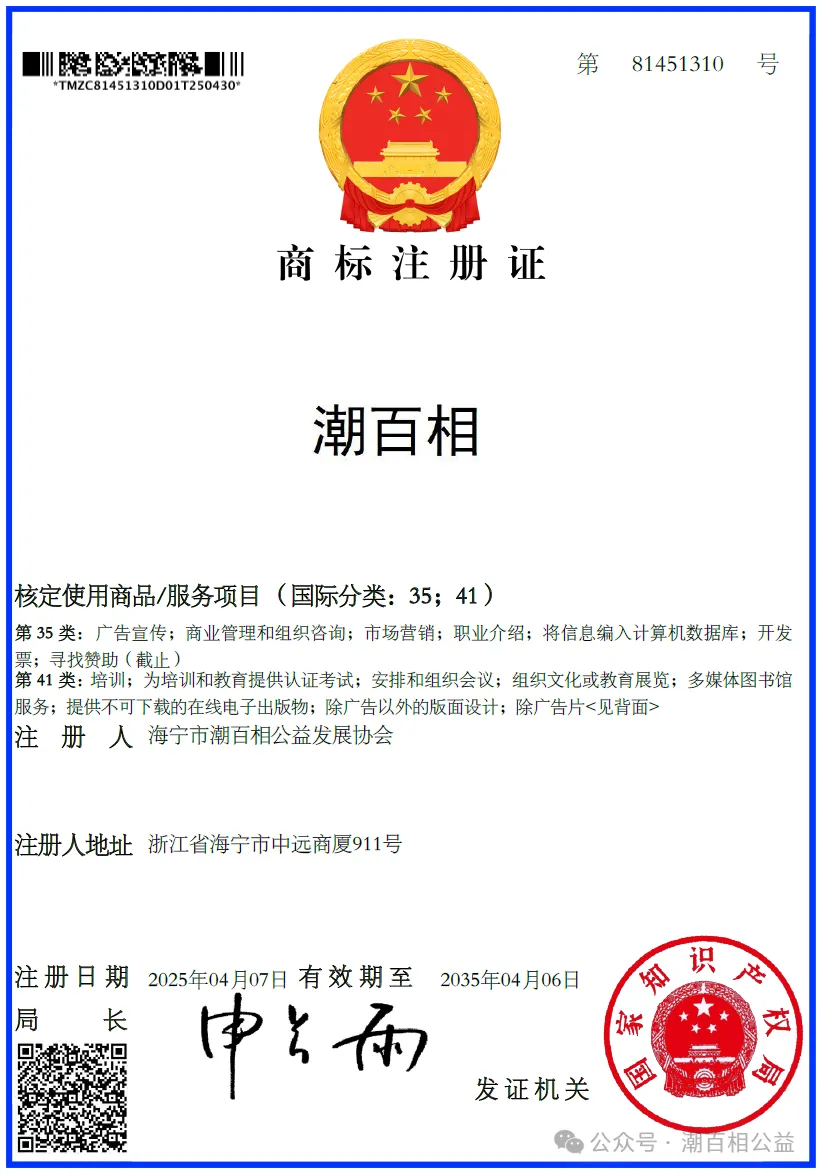 *TMZC81451310D01T250430*
第 81451310 号
商标注册证
潮百相
核定使用商品/服务项目（国际分类：35；41）
第 35 类：广告宣传；商业管理和组织咨询；市场营销；职业介绍；将信息编入计算机数据库；开发
票；寻找赞助（截止）
第 41 类：培训；为培训和教育提供认证考试；安排和组织会议；组织文化或教育展览；多媒体图书馆
服务；提供不可下载的在线电子出版物；除广告以外的版面设计；除广告片<见背面>
注册人 海宁市潮百相公益发展协会
注册人地址 浙江省海宁市中远商厦911号
注册日期 2025年04月07日 有效期至 2035年04月06日
局长 申长雨
发证机关
国家知识产权局
公众号·潮百相公益